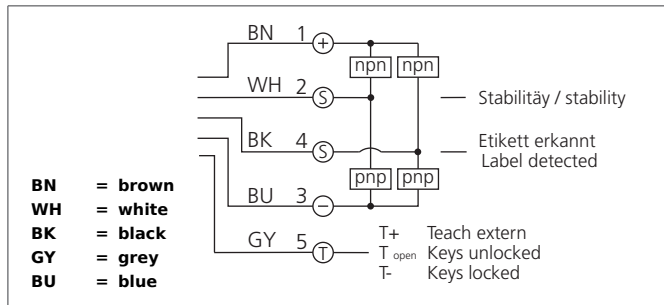 BN 1 +
npn npn
WH 2 S
Stabilitäy / stability
BK 4 S
Etikett erkannt
Label detected
pnp pnp
BU 3 −
GY 5 T
T+ Teach extern
T open Keys unlocked
T- Keys locked
BN = brown
WH = white
BK = black
GY = grey
BU = blue